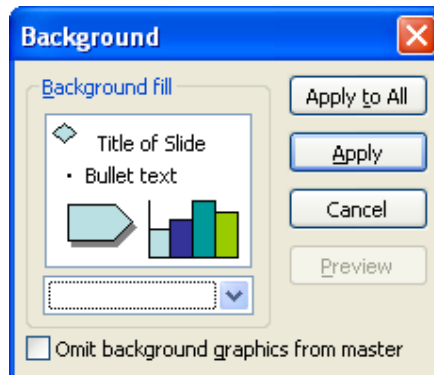 Background
Background fill
Title of Slide
• Bullet text
Apply to All
Apply
Cancel
Preview
Omit background graphics from master